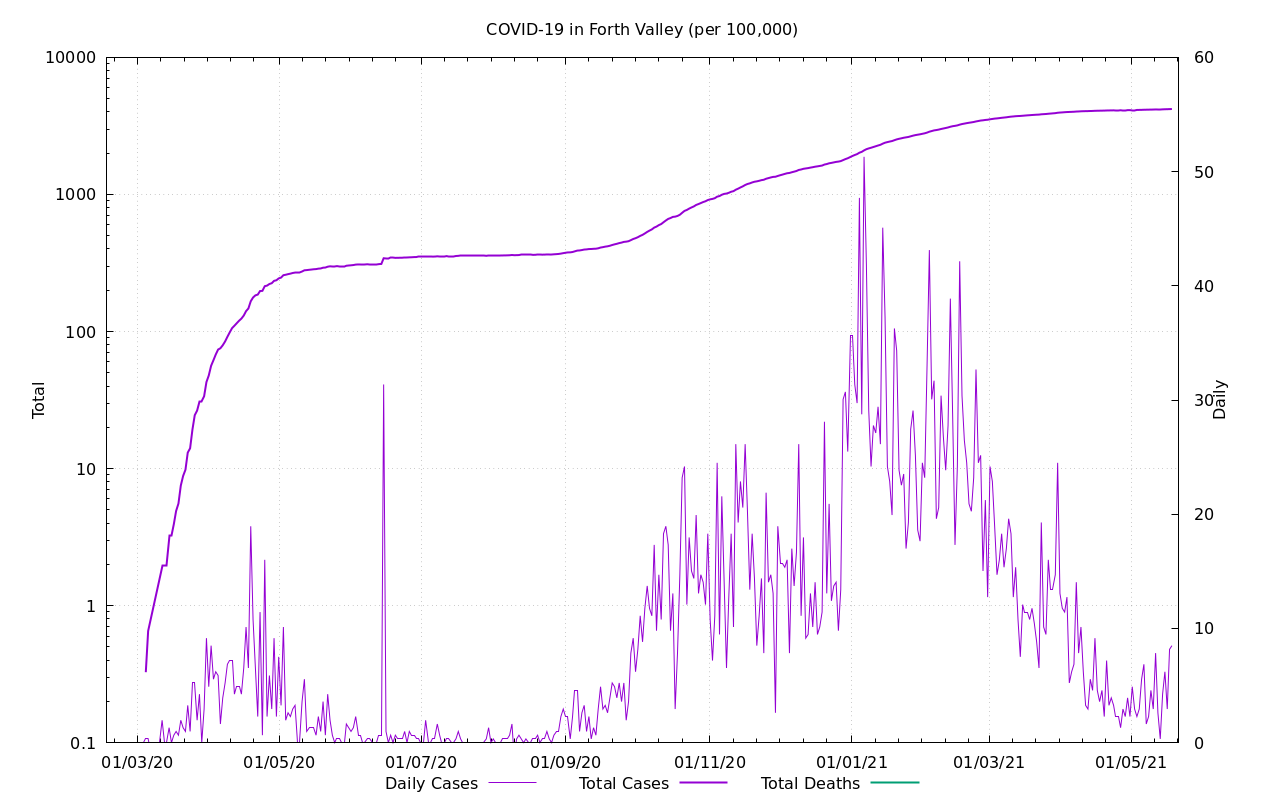 COVID-19 in Forth Valley (per 100,000)
10000
1000
100
10
1
0.1
Total
60
50
40
30
20
10
0
Daily
01/03/20 01/05/20 01/07/20 01/09/20 01/11/20 01/01/21 01/03/21 01/05/21
Daily Cases Total Cases Total Deaths